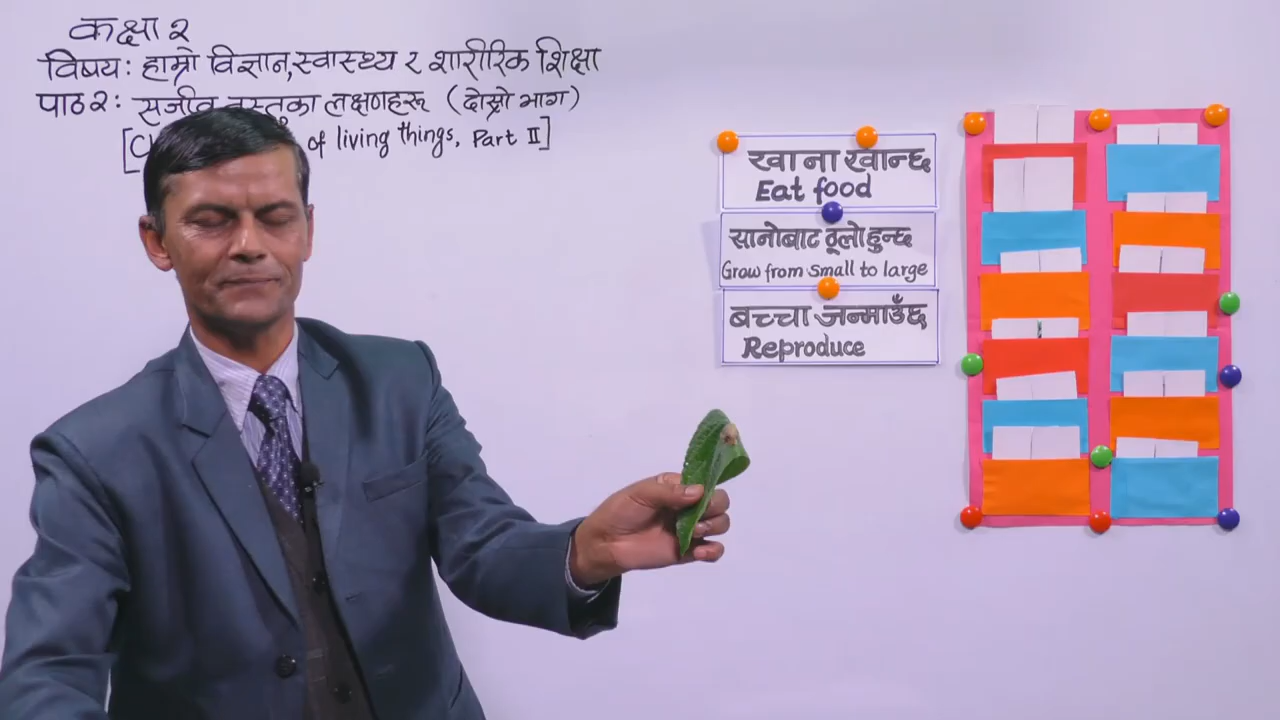 कक्षा २
विषय: हाम्रो विज्ञान, स्वास्थ्य र शारीरिक शिक्षा
पाठ २: सजीव वस्तुका लक्षणहरू (दोस्रो भाग)
of living things, Part II]
खाना खान्छ
Eat food
सानोबाट ठूलो हुन्छ
Grow from small to large
बच्चा जन्माउँछ
Reproduce